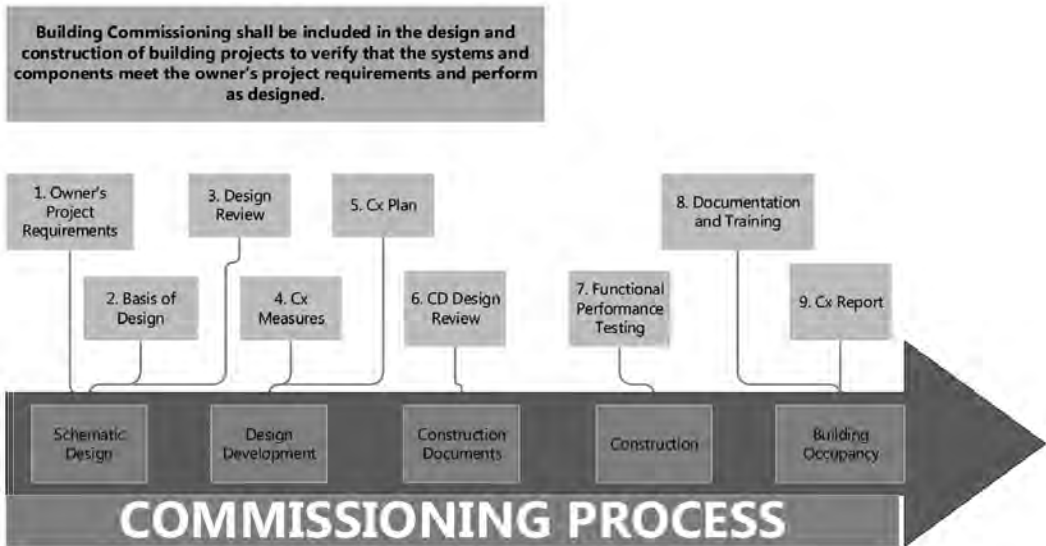 Building Commissioning shall be included in the design and
construction of building projects to verify that the systems and
components meet the owner's project requirements and perform
as designed.
1. Owner's
Project
Requirements
2. Basis of
Design
3. Design
Review
4. Cx
Measures
5. Cx Plan
6. CD Design
Review
7. Functional
Performance
Testing
8. Documentation
and Training
9. Cx Report
Schematic
Design
Design
Development
Construction
Documents
Construction
Building
Occupancy
COMMISSIONING PROCESS